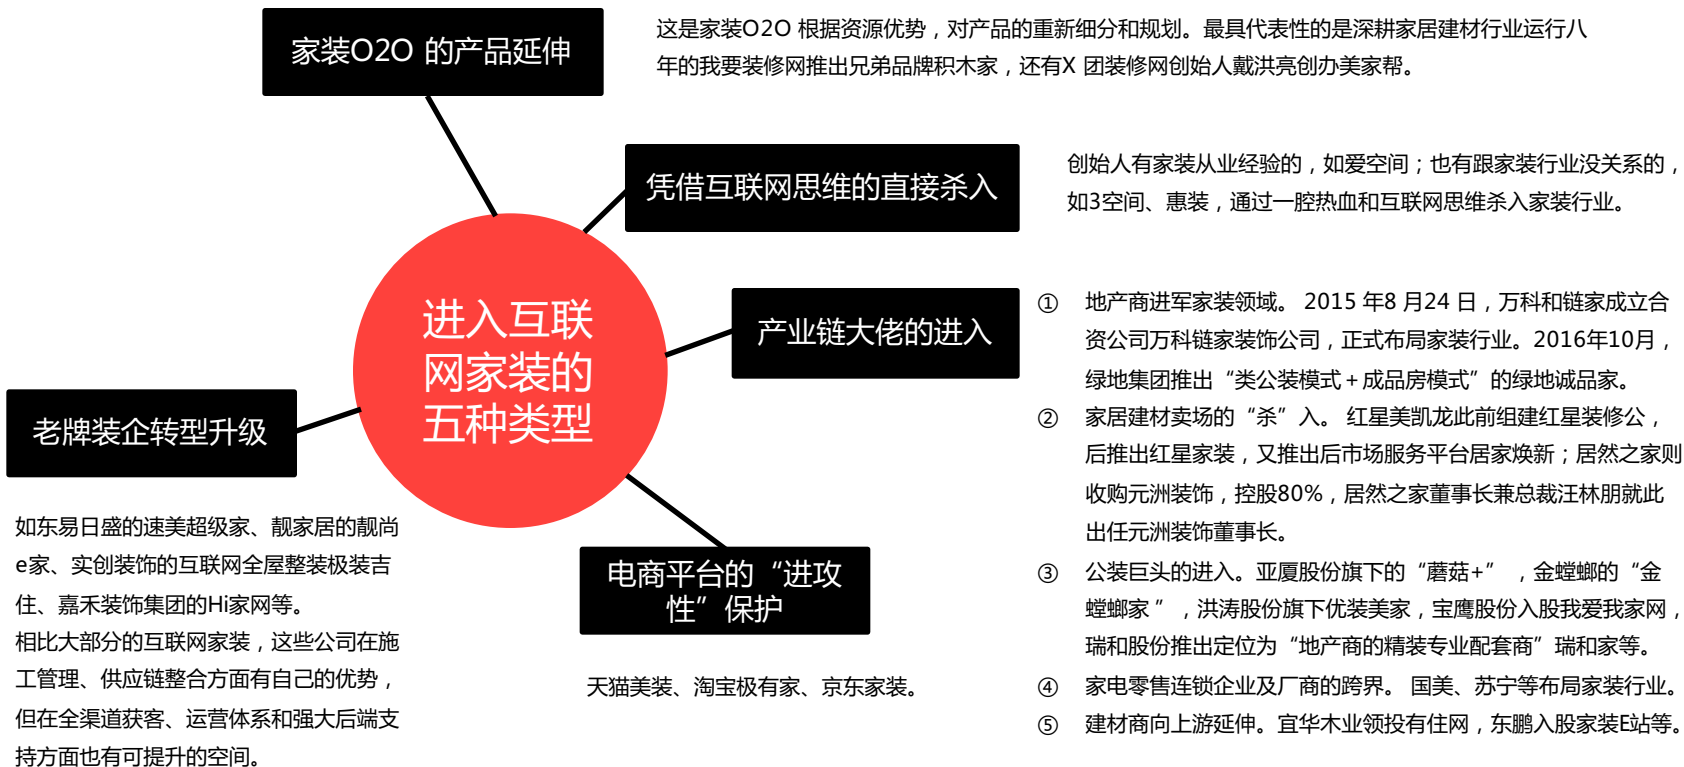 家装O2O 的产品延伸
这是家装O2O 根据资源优势，对产品的重新细分和规划。最具代表性的是深耕家居建材行业运行八
年的我要装修网推出兄弟品牌积木家，还有X 团装修网创始人戴洪亮创办美家帮。
凭借互联网思维的直接杀入
创始人有家装从业经验的，如爱空间；也有跟家装行业没关系的，
如3空间、惠装，通过一腔热血和互联网思维杀入家装行业。
进入互联
网家装的
五种类型
产业链大佬的进入
① 地产商进军家装领域。 2015 年8 月24 日，万科和链家成立合
资公司万科链家装饰公司，正式布局家装行业。2016年10月，
绿地集团推出“类公装模式+成品房模式”的绿地诚品家。
② 家居建材卖场的“杀”入。 红星美凯龙此前组建红星装修公，
后推出红星家装，又推出后市场服务平台居家焕新；居然之家则
收购元洲装饰，控股80%，居然之家董事长兼总裁汪林朋就此
出任元洲装饰董事长。
③ 公装巨头的进入。亚厦股份旗下的“蘑菇+” ，金螳螂的“金
螳螂家 ”，洪涛股份旗下优装美家，宝鹰股份入股我爱我家网，
瑞和股份推出定位为“地产商的精装专业配套商”瑞和家等。
④ 家电零售连锁企业及厂商的跨界。 国美、苏宁等布局家装行业。
⑤ 建材商向上游延伸。宜华木业领投有住网，东鹏入股家装E站等。
老牌装企转型升级
如东易日盛的速美超级家、靓家居的靓尚
e家、实创装饰的互联网全屋整装极装吉
住、嘉禾装饰集团的Hi家网等。
相比大部分的互联网家装，这些公司在施
工管理、供应链整合方面有自己的优势，
但在全渠道获客、运营体系和强大后端支
持方面也有可提升的空间。
电商平台的“进攻
性”保护
天猫美装、淘宝极有家、京东家装。